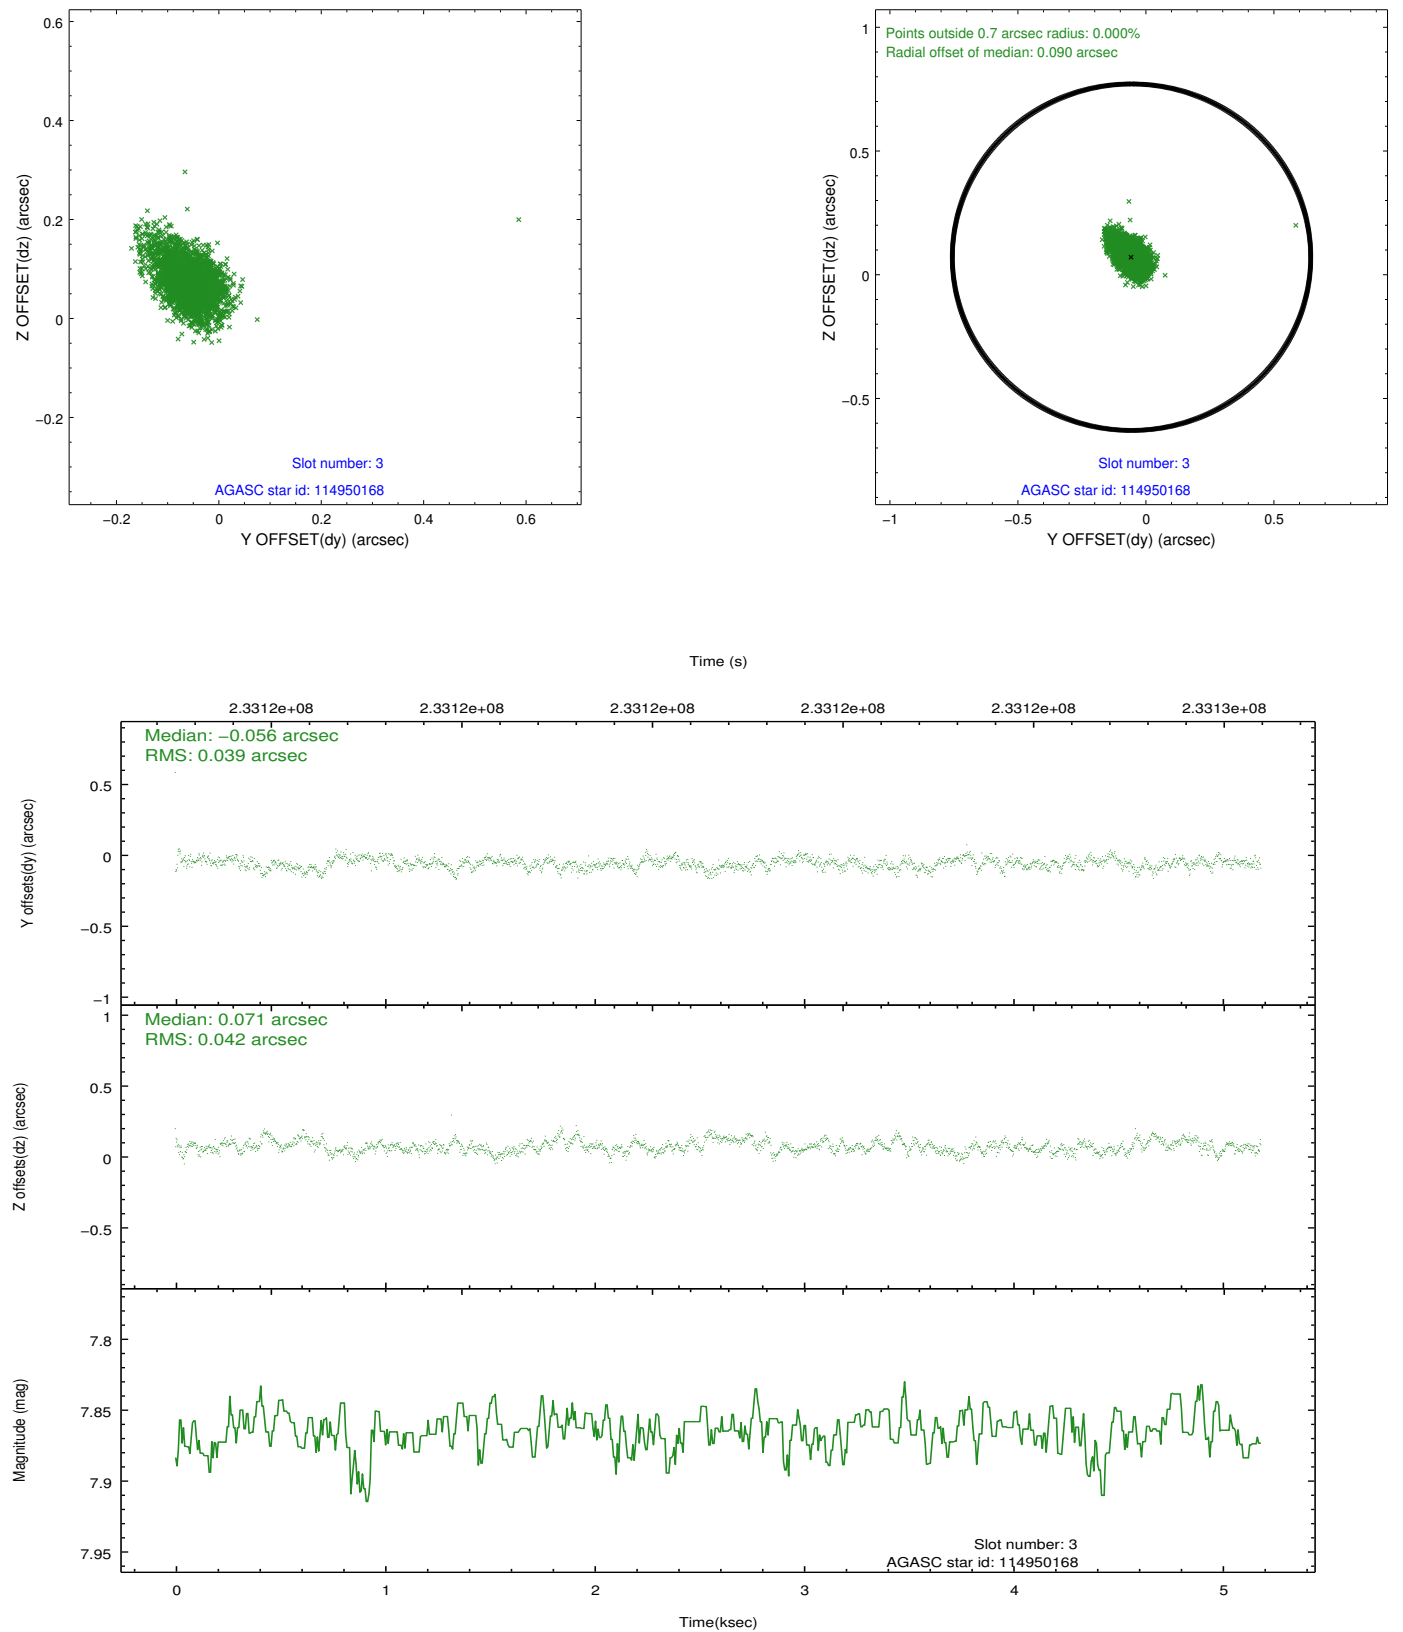 0.6
0.4
0.2
0
−0.2
Z OFFSET(dz) (arcsec)
Slot number: 3
AGASC star id: 114950168
−0.2 0 0.2 0.4 0.6
Y OFFSET(dy) (arcsec)
Points outside 0.7 arcsec radius: 0.000%
Radial offset of median: 0.090 arcsec
1
0.5
0
−0.5
Z OFFSET(dz) (arcsec)
Slot number: 3
AGASC star id: 114950168
−1 −0.5 0 0.5
Y OFFSET(dy) (arcsec)
Time (s)
2.3312e+08 2.3312e+08 2.3312e+08 2.3312e+08 2.3312e+08 2.3313e+08
Median: −0.056 arcsec
RMS: 0.039 arcsec
0.5
0
−0.5
−1
Y offsets(dy) (arcsec)
Median: 0.071 arcsec
RMS: 0.042 arcsec
1
0.5
0
−0.5
Z offsets(dz) (arcsec)
7.8
7.85
7.9
7.95
Magnitude (mag)
Slot number: 3
AGASC star id: 114950168
0 1 2 3 4 5
Time(ksec)